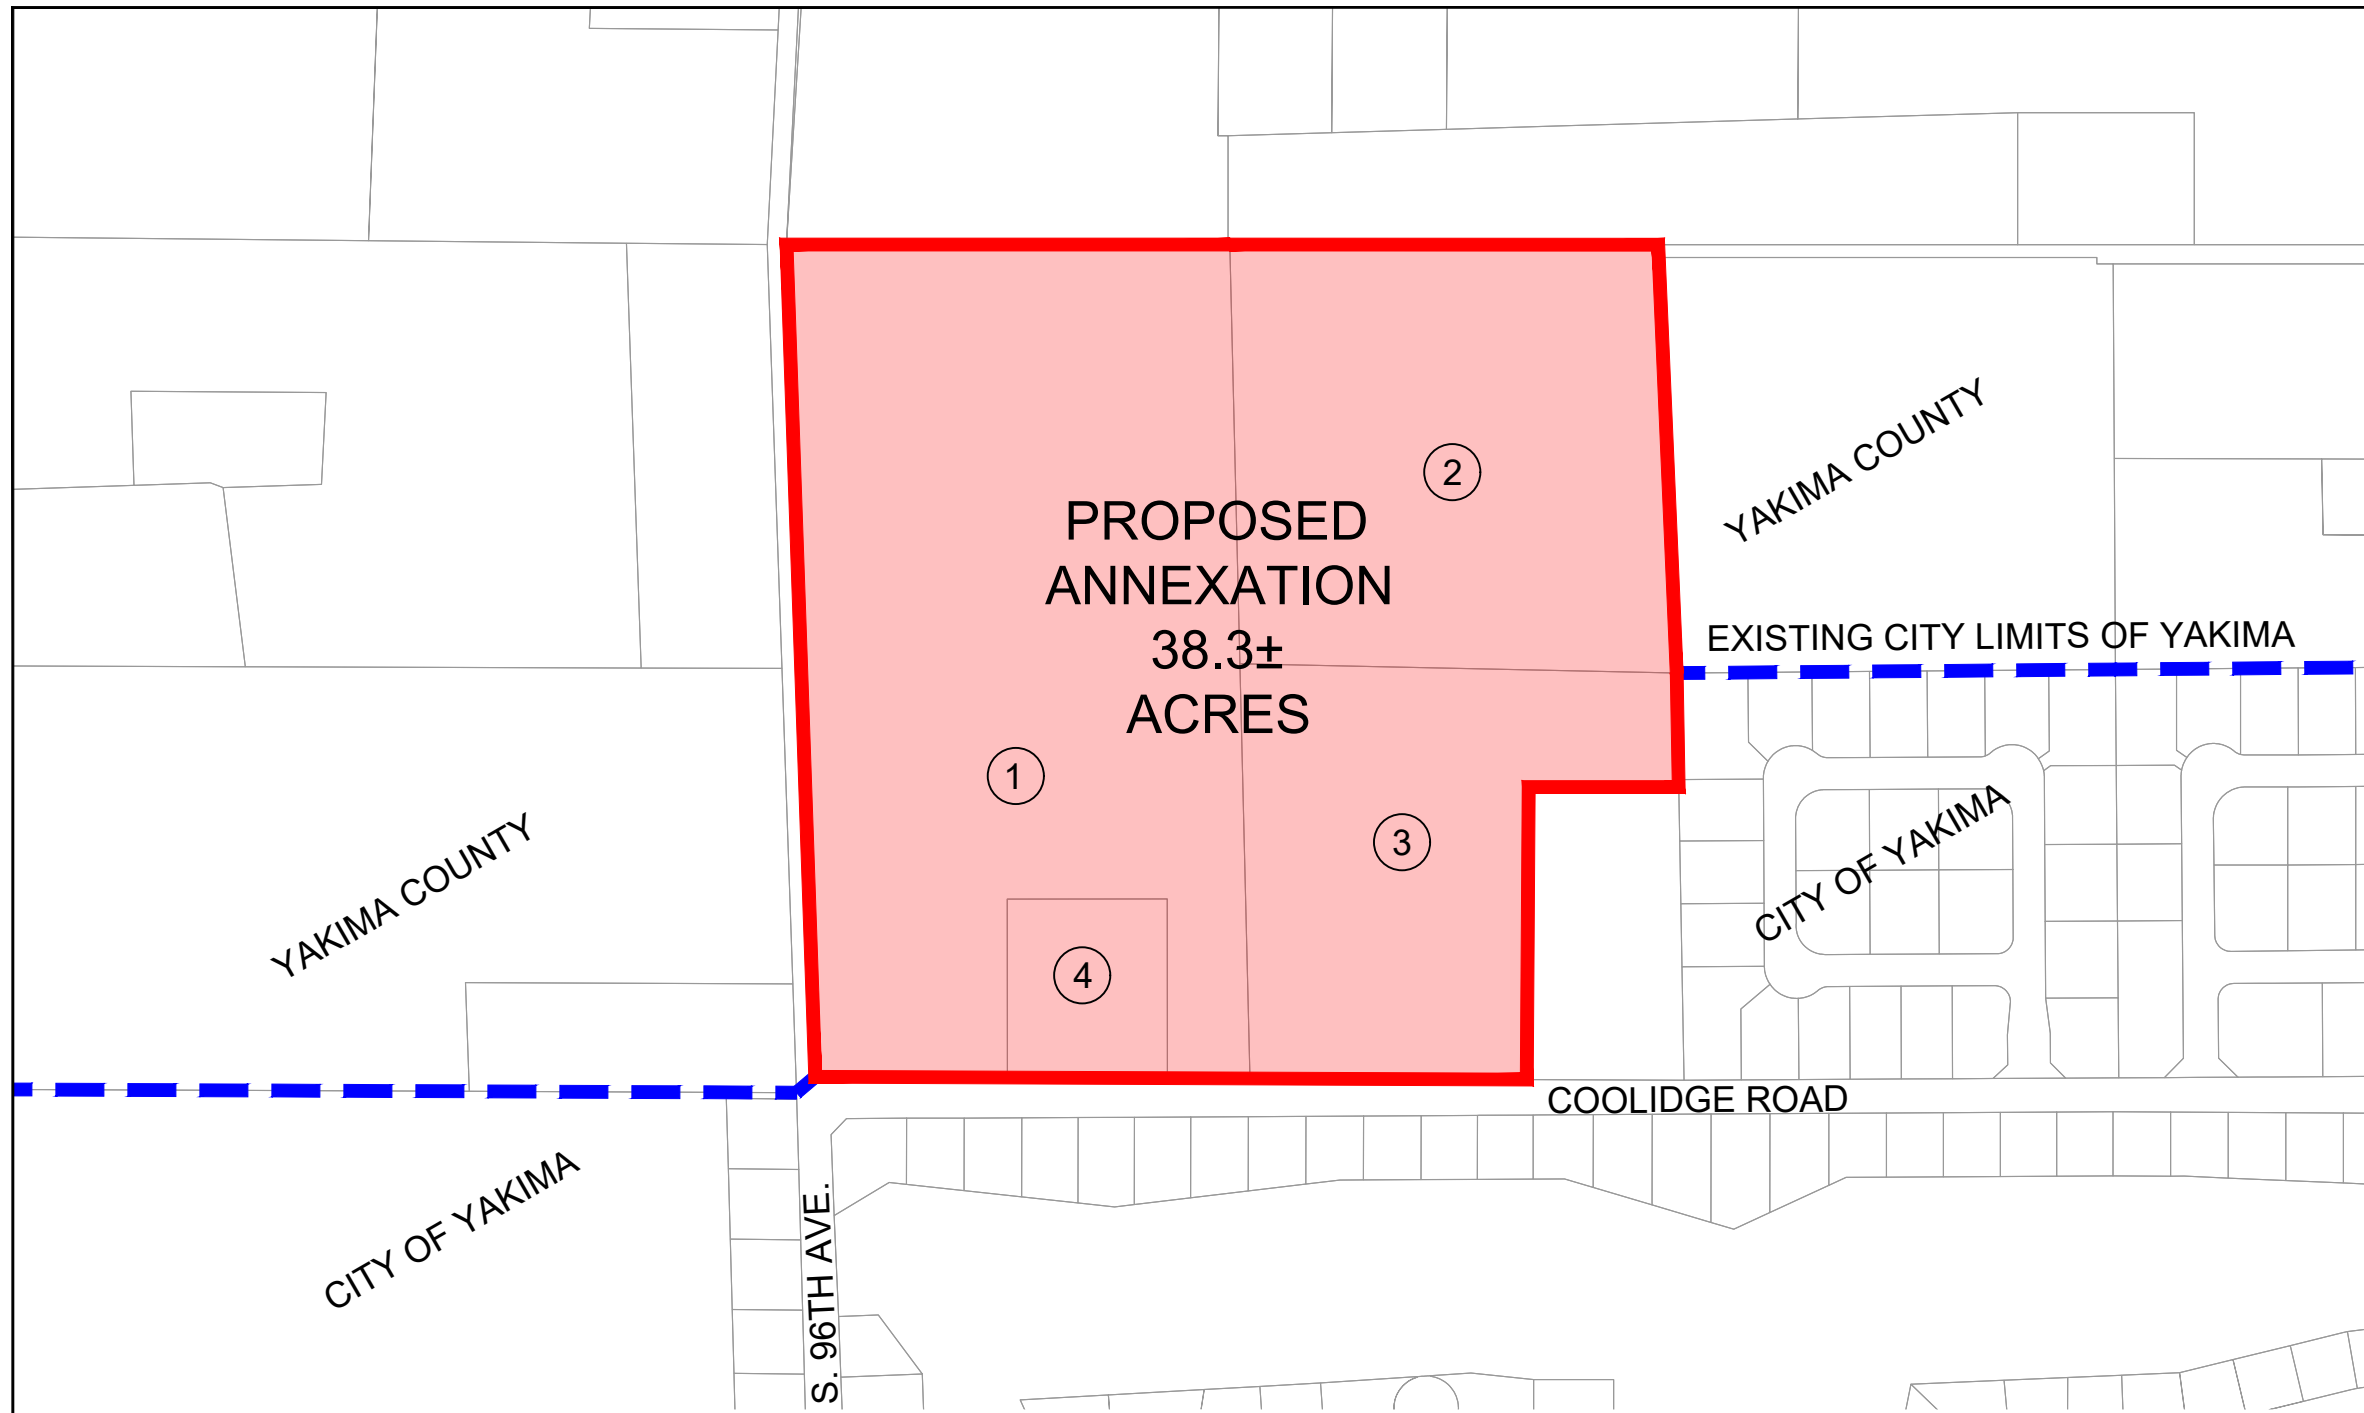 2
YAKIMA COUNTY
PROPOSED
ANNEXATION
38.3±
ACRES
EXISTING CITY LIMITS OF YAKIMA
1
3
CITY OF YAKIMA
YAKIMA COUNTY
4
COOLIDGE ROAD
CITY OF YAKIMA
S. 96TH AVE.